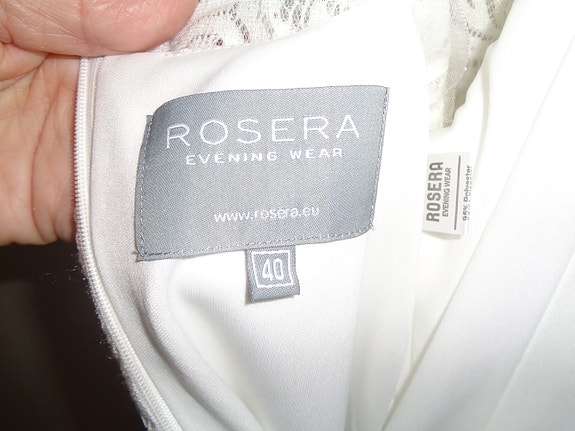 ROSERA
EVENING WEAR
www.rosera.eu
40
ROSERA
EVENING WEAR
95% Polyester